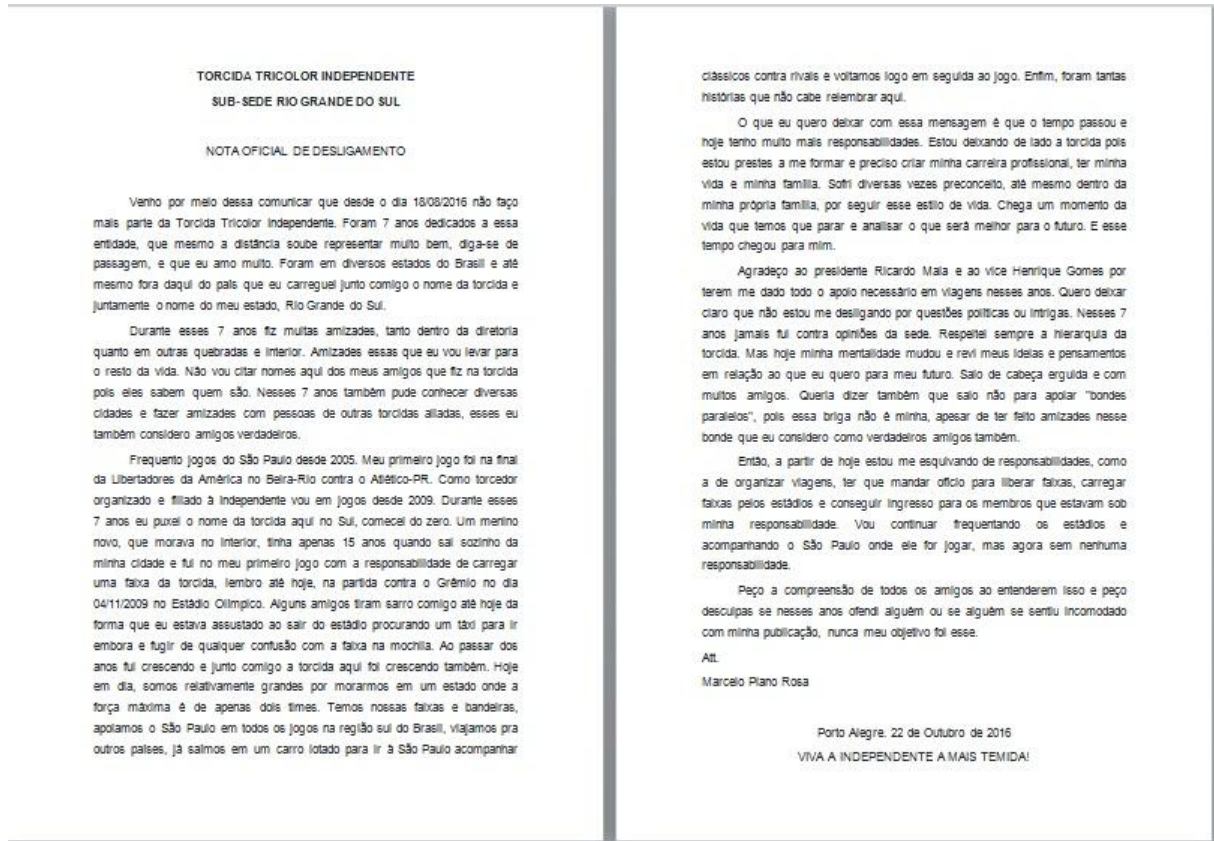 TORCIDA TRICOLOR INDEPENDENTE
SUB-SEDE RIO GRANDE DO SUL
NOTA OFICIAL DE DESLIGAMENTO
Venho por meio dessa comunicar que desde o dia 18/08/2016 não faço
mais parte da Torcida Tricolor Independente. Foram 7 anos dedicados a essa
entidade, que mesmo a distância soube representar muito bem, diga-se de
passagem, e que eu amo muito. Foram em diversos estados do Brasil e até
mesmo fora daqui do país que eu carreguei junto comigo o nome da torcida e
juntamente o nome do meu estado, Rio Grande do Sul.
Durante esses 7 anos fiz muitas amizades, tanto dentro da diretoria
quanto em outras quebradas e interior. Amizades essas que eu vou levar para
o resto da vida. Não vou citar nomes aqui dos meus amigos que fiz na torcida
pois eles sabem quem são. Nesses 7 anos também pude conhecer diversas
cidades e fazer amizades com pessoas de outras torcidas aliadas, esses eu
também considero amigos verdadeiros.
Frequento jogos do São Paulo desde 2005. Meu primeiro jogo foi na final
da Libertadores da América no Beira-Rio contra o Atlético-PR. Como torcedor
organizado e filiado à Independente vou em jogos desde 2009. Durante esses
7 anos eu puxei o nome da torcida aqui no Sul, comecei do zero. Um menino
novo, que morava no interior, tinha apenas 15 anos quando sai sozinho da
minha cidade e fui no meu primeiro jogo com a responsabilidade de carregar
uma faixa da torcida, lembro até hoje, na partida contra o Grêmio no dia
04/11/2009 no Estádio Olímpico. Alguns amigos tiram sarro comigo até hoje da
forma que eu estava assustado ao sair do estádio procurando um táxi para ir
embora e fugir de qualquer confusão com a faixa na mochila. Ao passar dos
anos fui crescendo e junto comigo a torcida aqui foi crescendo também. Hoje
em dia, somos relativamente grandes por morarmos em um estado onde a
força máxima é de apenas dois times. Temos nossas faixas e bandeiras,
apoiamos o São Paulo em todos os jogos na região sul do Brasil, viajamos pra
outros países, já saímos em um carro lotado para ir à São Paulo acompanhar
clássicos contra rivais e voltamos logo em seguida ao jogo. Enfim, foram tantas
histórias que não cabe relembrar aqui.
O que eu quero deixar com essa mensagem é que o tempo passou e
hoje tenho muito mais responsabilidades. Estou deixando de lado a torcida pois
estou prestes a me formar e preciso criar minha carreira profissional, ter minha
vida e minha família. Sofri diversas vezes preconceito, até mesmo dentro da
minha própria família, por seguir esse estilo de vida. Chega um momento da
vida que temos que parar e analisar o que será melhor para o futuro. E esse
tempo chegou para mim.
Agradeço ao presidente Ricardo Maia e ao vice Henrique Gomes por
terem me dado todo o apoio necessário em viagens nesses anos. Quero deixar
claro que não estou me desligando por questões políticas ou intrigas. Nesses 7
anos jamais fui contra opiniões da sede. Respeitei sempre a hierarquia da
torcida. Mas hoje minha mentalidade mudou e revi meus ideias e pensamentos
em relação ao que eu quero para meu futuro. Saio de cabeça erguida e com
muitos amigos. Queria dizer também que saio não para apoiar "bondes
paralelos", pois essa briga não é minha, apesar de ter feito amizades nesse
bonde que eu considero como verdadeiros amigos também.
Então, a partir de hoje estou me esquivando de responsabilidades, como
a de organizar viagens, ter que mandar ofício para liberar faixas, carregar
faixas pelos estádios e conseguir ingresso para os membros que estavam sob
minha responsabilidade. Vou continuar frequentando os estádios e
acompanhando o São Paulo onde ele for jogar, mas agora sem nenhuma
responsabilidade.
Peço a compreensão de todos os amigos ao entenderem isso e peço
desculpas se nesses anos ofendi alguém ou se alguém se sentiu incomodado
com minha publicação, nunca meu objetivo foi esse.
Att.
Marcelo Piano Rosa
Porto Alegre. 22 de Outubro de 2016
VIVA A INDEPENDENTE A MAIS TEMIDA!